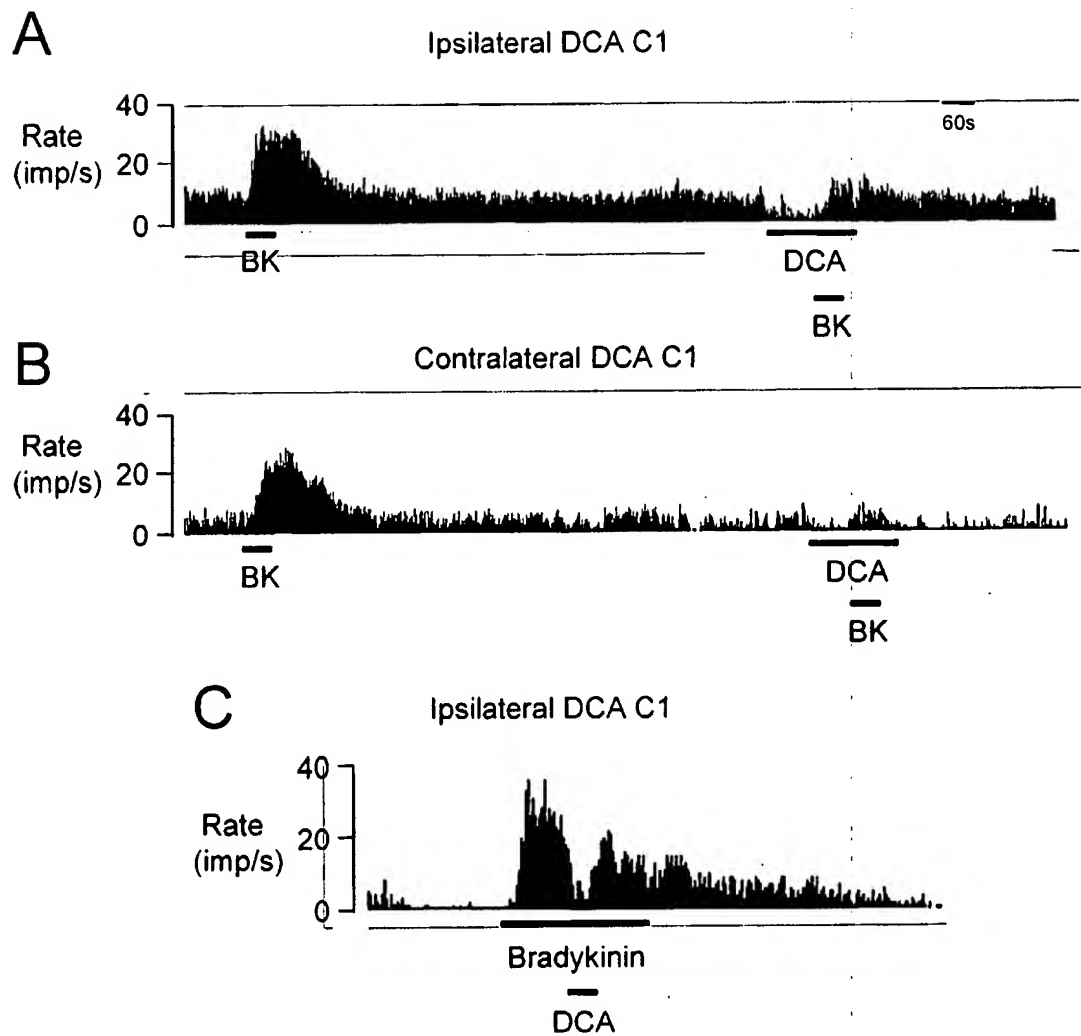 A
Ipsilateral DCA C1
40
Rate
(imp/s)
20
0
60s
BK
DCA
BK
B
Contralateral DCA C1
40
Rate
(imp/s)
20
0
BK
DCA
BK
C
Ipsilateral DCA C1
40
Rate
(imp/s)
20
0
Bradykinin
DCA